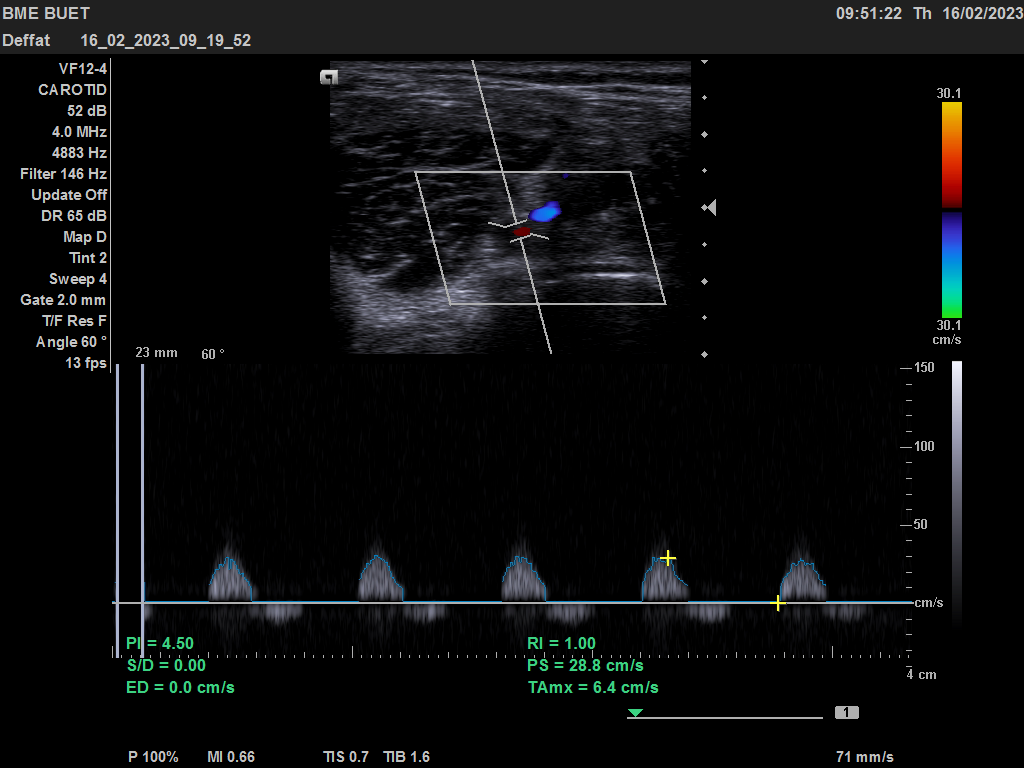 BME BUET 09:51:22 Th 16/02/2023
Deffat 16_02_2023_09_19_52
VF12-4
CAROTID
52 dB
4.0 MHz
4883 Hz
Filter 146 Hz
Update Off
DR 65 dB
Map D
Tint 2
Sweep 4
Gate 2.0 mm
T/F Res F
Angle 60 °
13 fps
30.1
30.1
cm/s
23 mm 60 °
150
100
50
cm/s
4 cm
PI = 4.50 RI = 1.00
S/D = 0.00 PS = 28.8 cm/s
ED = 0.0 cm/s TAmx = 6.4 cm/s
1
P 100% MI 0.66 TIS 0.7 TIB 1.6 71 mm/s